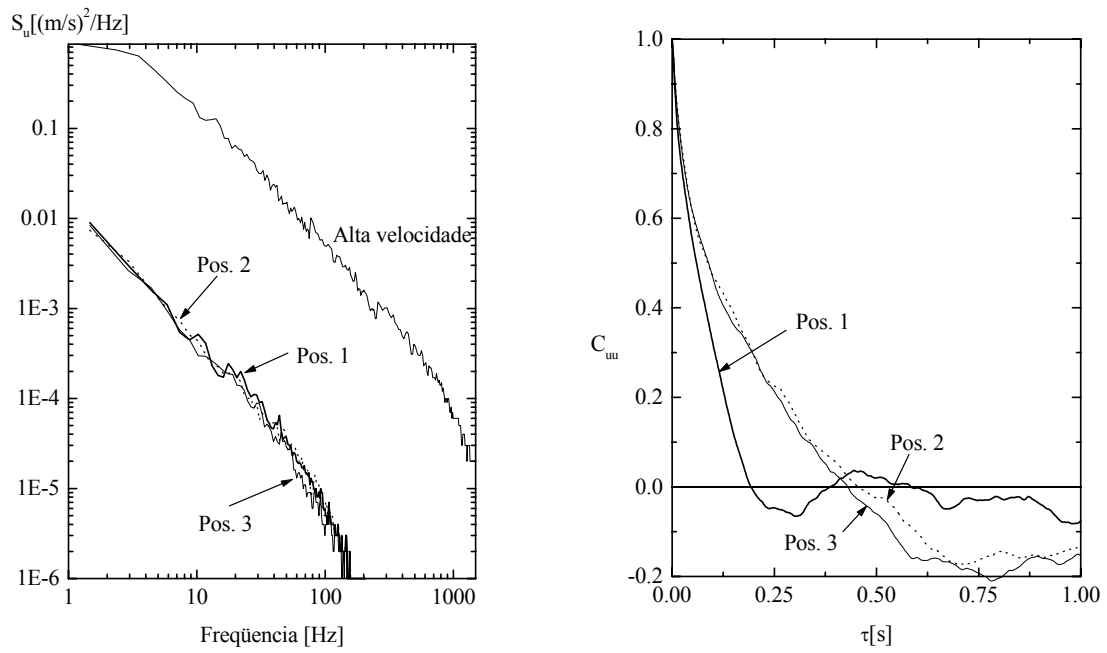 S_u[(m/s)^2/Hz]
0.1
0.01
1E-3
1E-4
1E-5
1E-6
Alta velocidade
Pos. 2
Pos. 1
Pos. 3
1 10 100 1000
Freqüencia [Hz]
1.0
0.8
0.6
0.4
0.2
0.0
-0.2
C_uu
Pos. 1
Pos. 2
Pos. 3
0.00 0.25 0.50 0.75 1.00
τ[s]